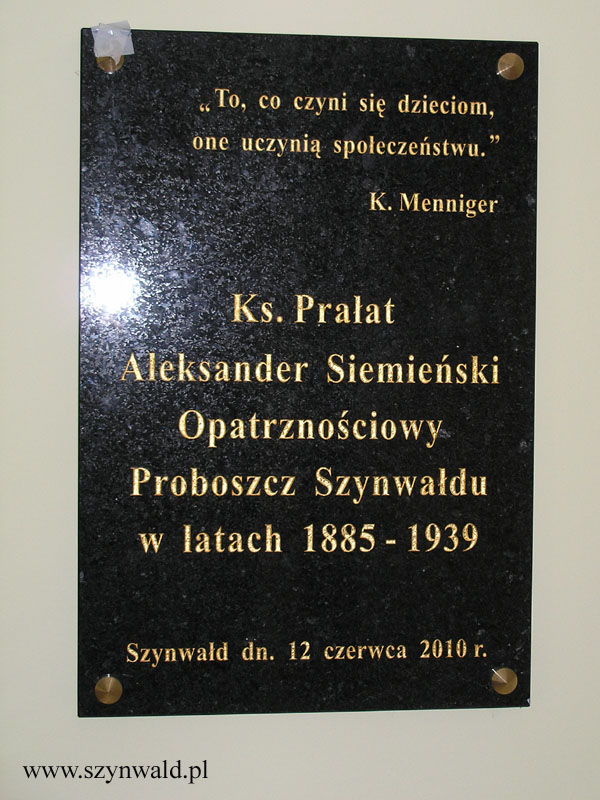 „To, co czyni się dzieciom,
one uczynią społeczeństwu.”
K. Menniger
Ks. Prałat
Aleksander Siemieński
Opatrznościowy
Proboszcz Szynwałdu
w latach 1885 - 1939
Szynwałd dn. 12 czerwca 2010 r.
www.szynwald.pl